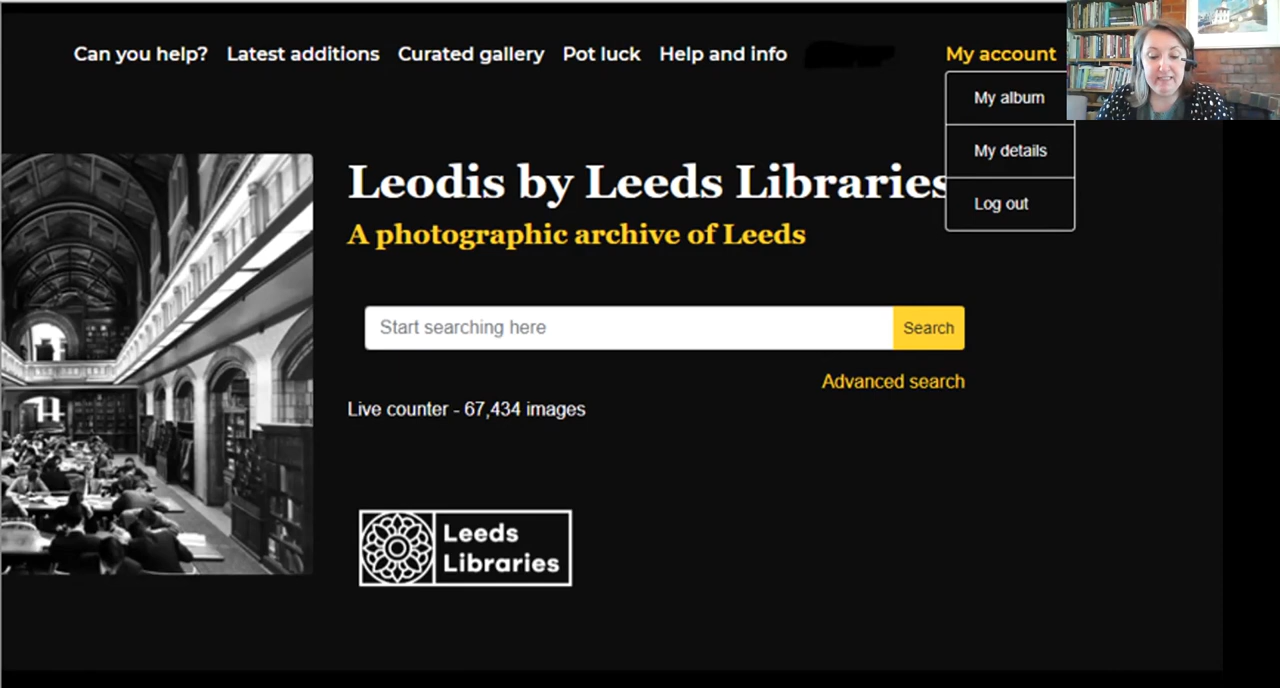 Can you help? Latest additions Curated gallery Pot luck Help and info My account
My album
My details
Log out
Leodis by Leeds Libraries
A photographic archive of Leeds
Start searching here Search
Advanced search
Live counter - 67,434 images
Leeds
Libraries